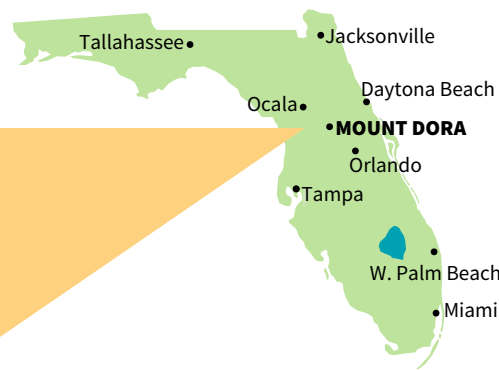 Jacksonville
Tallahassee
Daytona Beach
Ocala
MOUNT DORA
Orlando
Tampa
W. Palm Beach
Miami